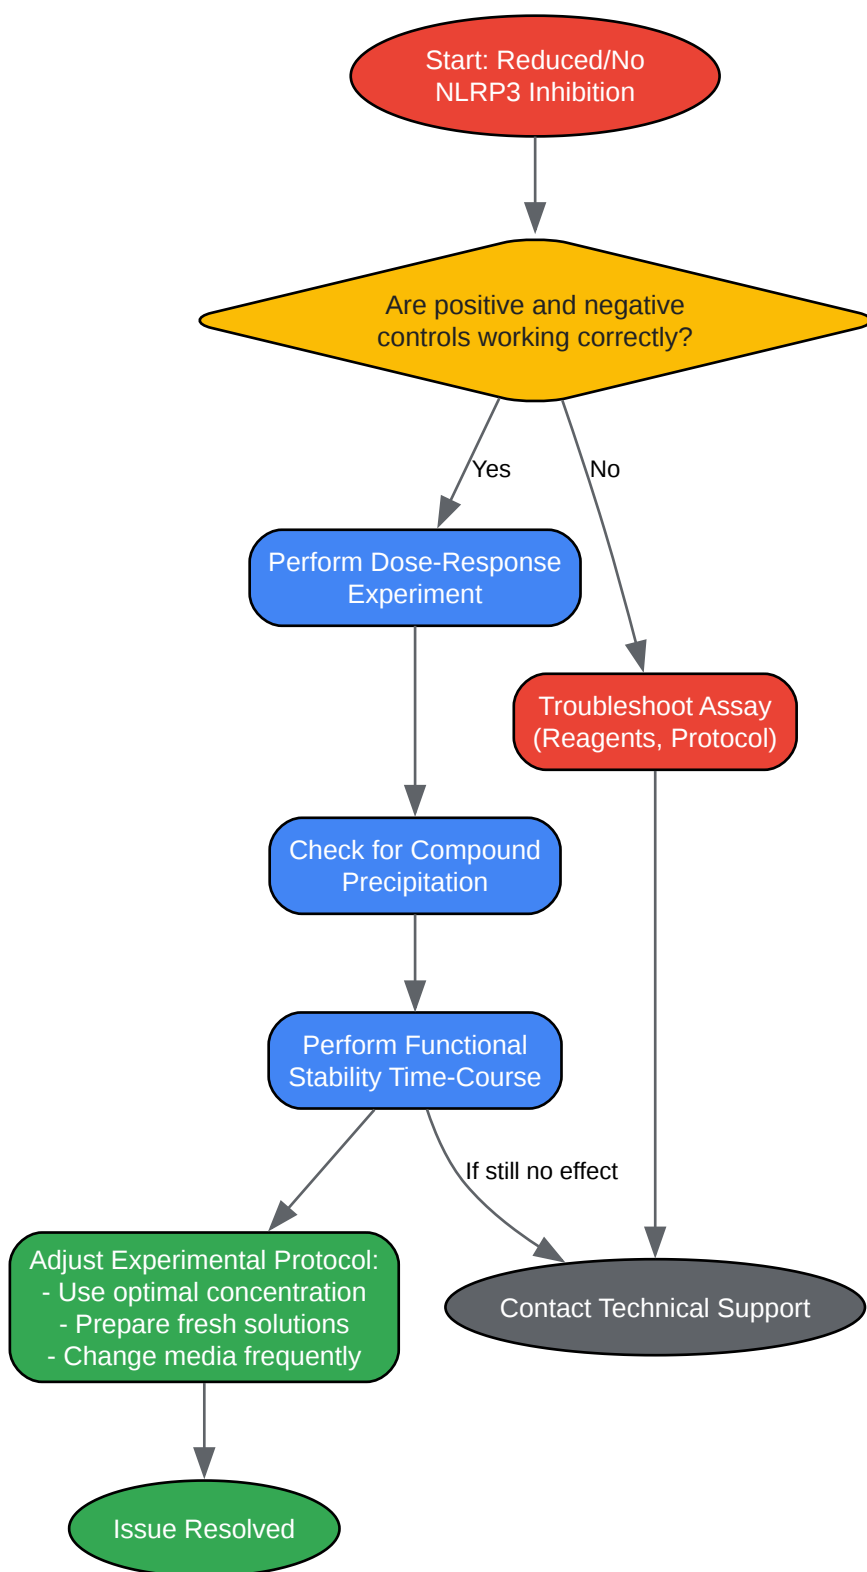 Start: Reduced/No
NLRP3 Inhibition
Are positive and negative
controls working correctly?
Yes
No
Perform Dose-Response
Experiment
Troubleshoot Assay
(Reagents, Protocol)
Check for Compound
Precipitation
Perform Functional
Stability Time-Course
If still no effect
Adjust Experimental Protocol:
- Use optimal concentration
- Prepare fresh solutions
- Change media frequently
Contact Technical Support
Issue Resolved